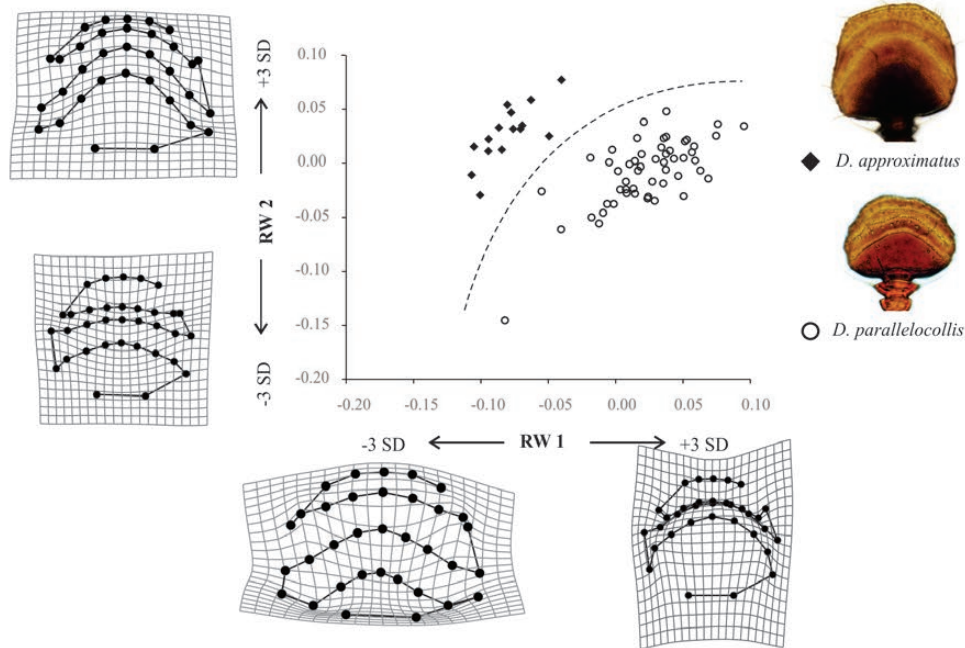 +3 SD
RW 2
-3 SD
0.10
0.05
0.00
-0.05
-0.10
-0.15
-0.20
-0.20 -0.10 -0.05 0.00 0.05 0.10
-3 SD RW 1 +3 SD
D. approximatus
D. parallelocollis